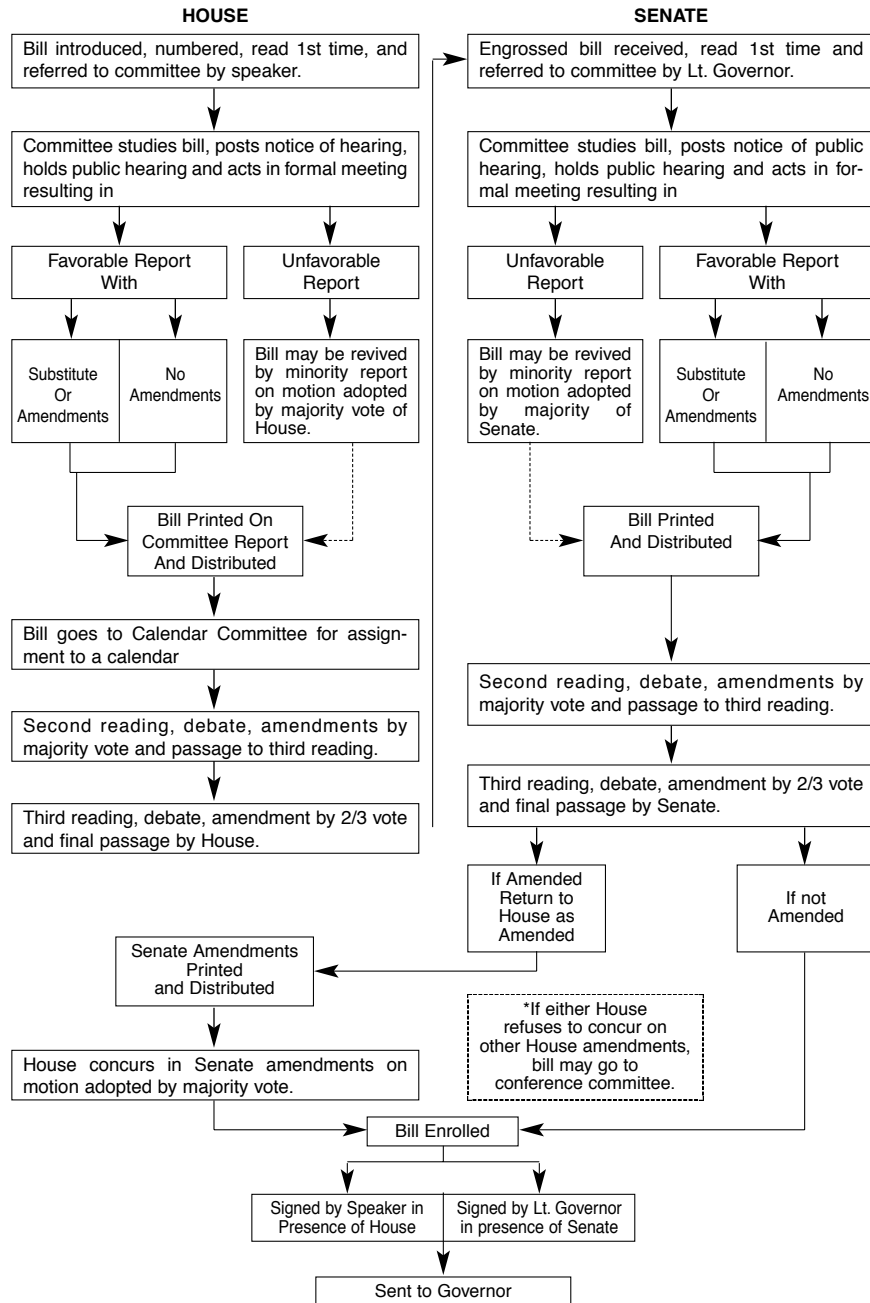 HOUSE
Bill introduced, numbered, read 1st time, and
referred to committee by speaker.
Committee studies bill, posts notice of hearing,
holds public hearing and acts in formal meeting
resulting in
Favorable Report
With
Unfavorable
Report
Substitute
Or
Amendments
No
Amendments
Bill may be revived
by minority report
on motion adopted
by majority vote of
House.
Bill Printed On
Committee Report
And Distributed
Bill goes to Calendar Committee for assign-
ment to a calendar
Second reading, debate, amendments by
majority vote and passage to third reading.
Third reading, debate, amendment by 2/3 vote
and final passage by House.
SENATE
Engrossed bill received, read 1st time and
referred to committee by Lt. Governor.
Committee studies bill, posts notice of public
hearing, holds public hearing and acts in for-
mal meeting resulting in
Unfavorable
Report
Favorable Report
With
Bill may be revived
by minority report
on motion adopted
by majority of
Senate.
Substitute
Or
Amendments
No
Amendments
Bill Printed
And Distributed
Second reading, debate, amendments by
majority vote and passage to third reading.
Third reading, debate, amendment by 2/3 vote
and final passage by Senate.
If Amended
Return to
House as
Amended
If not
Amended
Senate Amendments
Printed
and Distributed
*If either House
refuses to concur on
other House amendments,
bill may go to
conference committee.
House concurs in Senate amendments on
motion adopted by majority vote.
Bill Enrolled
Signed by Speaker in
Presence of House
Signed by Lt. Governor
in presence of Senate
Sent to Governor